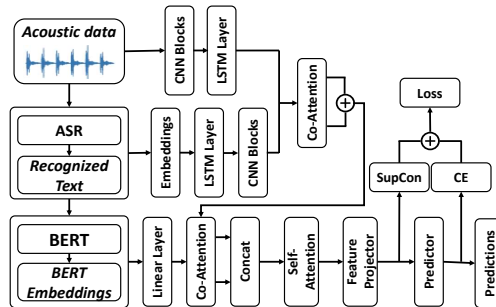 Acoustic data
CNN Blocks
LSTM Layer
Co-Attention
Loss
ASR
Recognized
Text
Embeddings
LSTM Layer
CNN Blocks
SupCon
CE
BERT
BERT
Embeddings
Linear Layer
Co-Attention
Concat
Self-
Attention
Feature
Projector
Predictor
Predictions